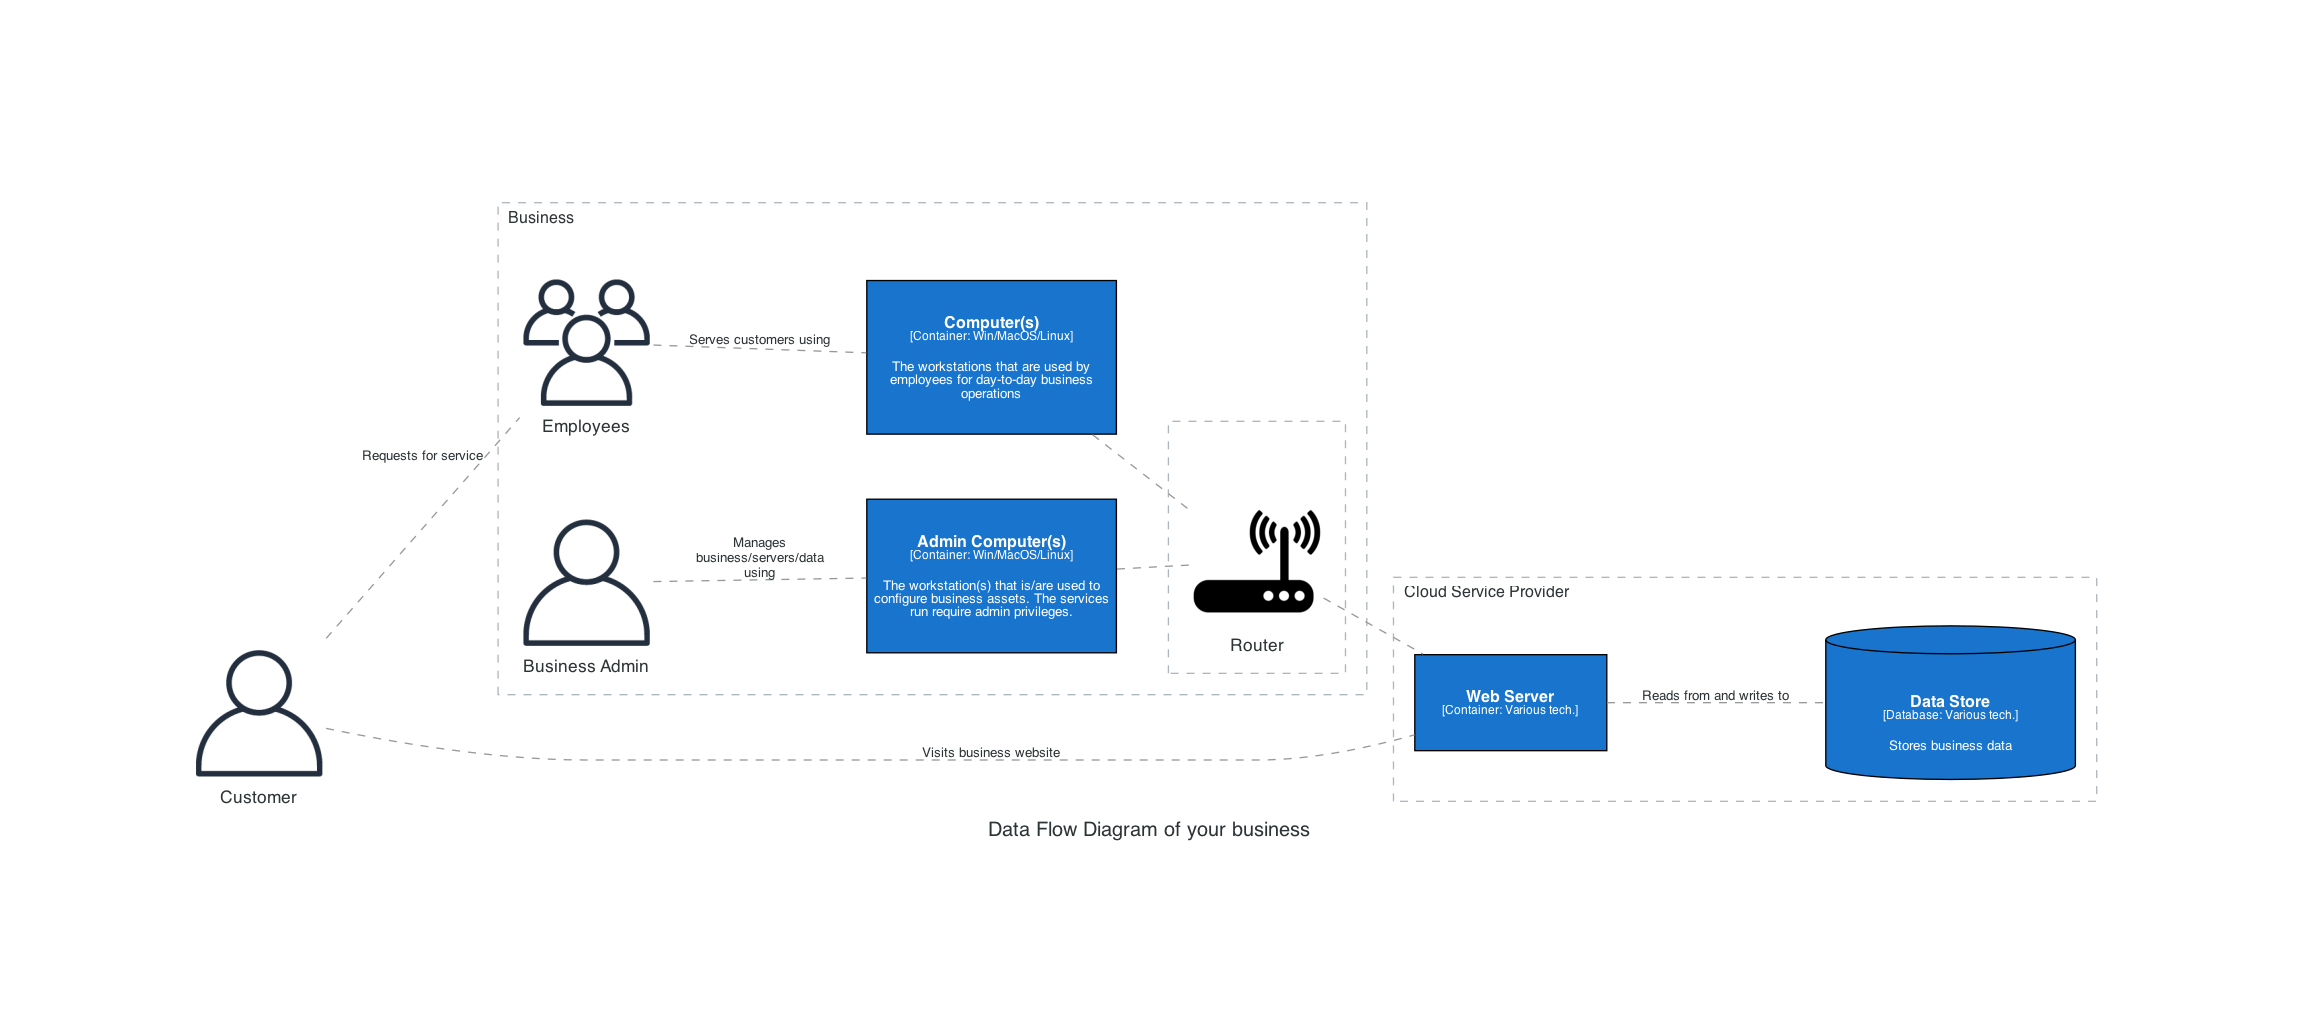 Business
Serves customers using
Computer(s)
[Container: Win/MacOS/Linux]
The workstations that are used by
employees for day-to-day business
operations
Employees
Requests for service
Manages
business/servers/data
using
Admin Computer(s)
[Container: Win/MacOS/Linux]
The workstation(s) that is/are used to
configure business assets. The services
run require admin privileges.
Business Admin
Router
Cloud Service Provider
Web Server
[Container: Various tech.]
Reads from and writes to
Data Store
[Database: Various tech.]
Stores business data
Visits business website
Customer
Data Flow Diagram of your business